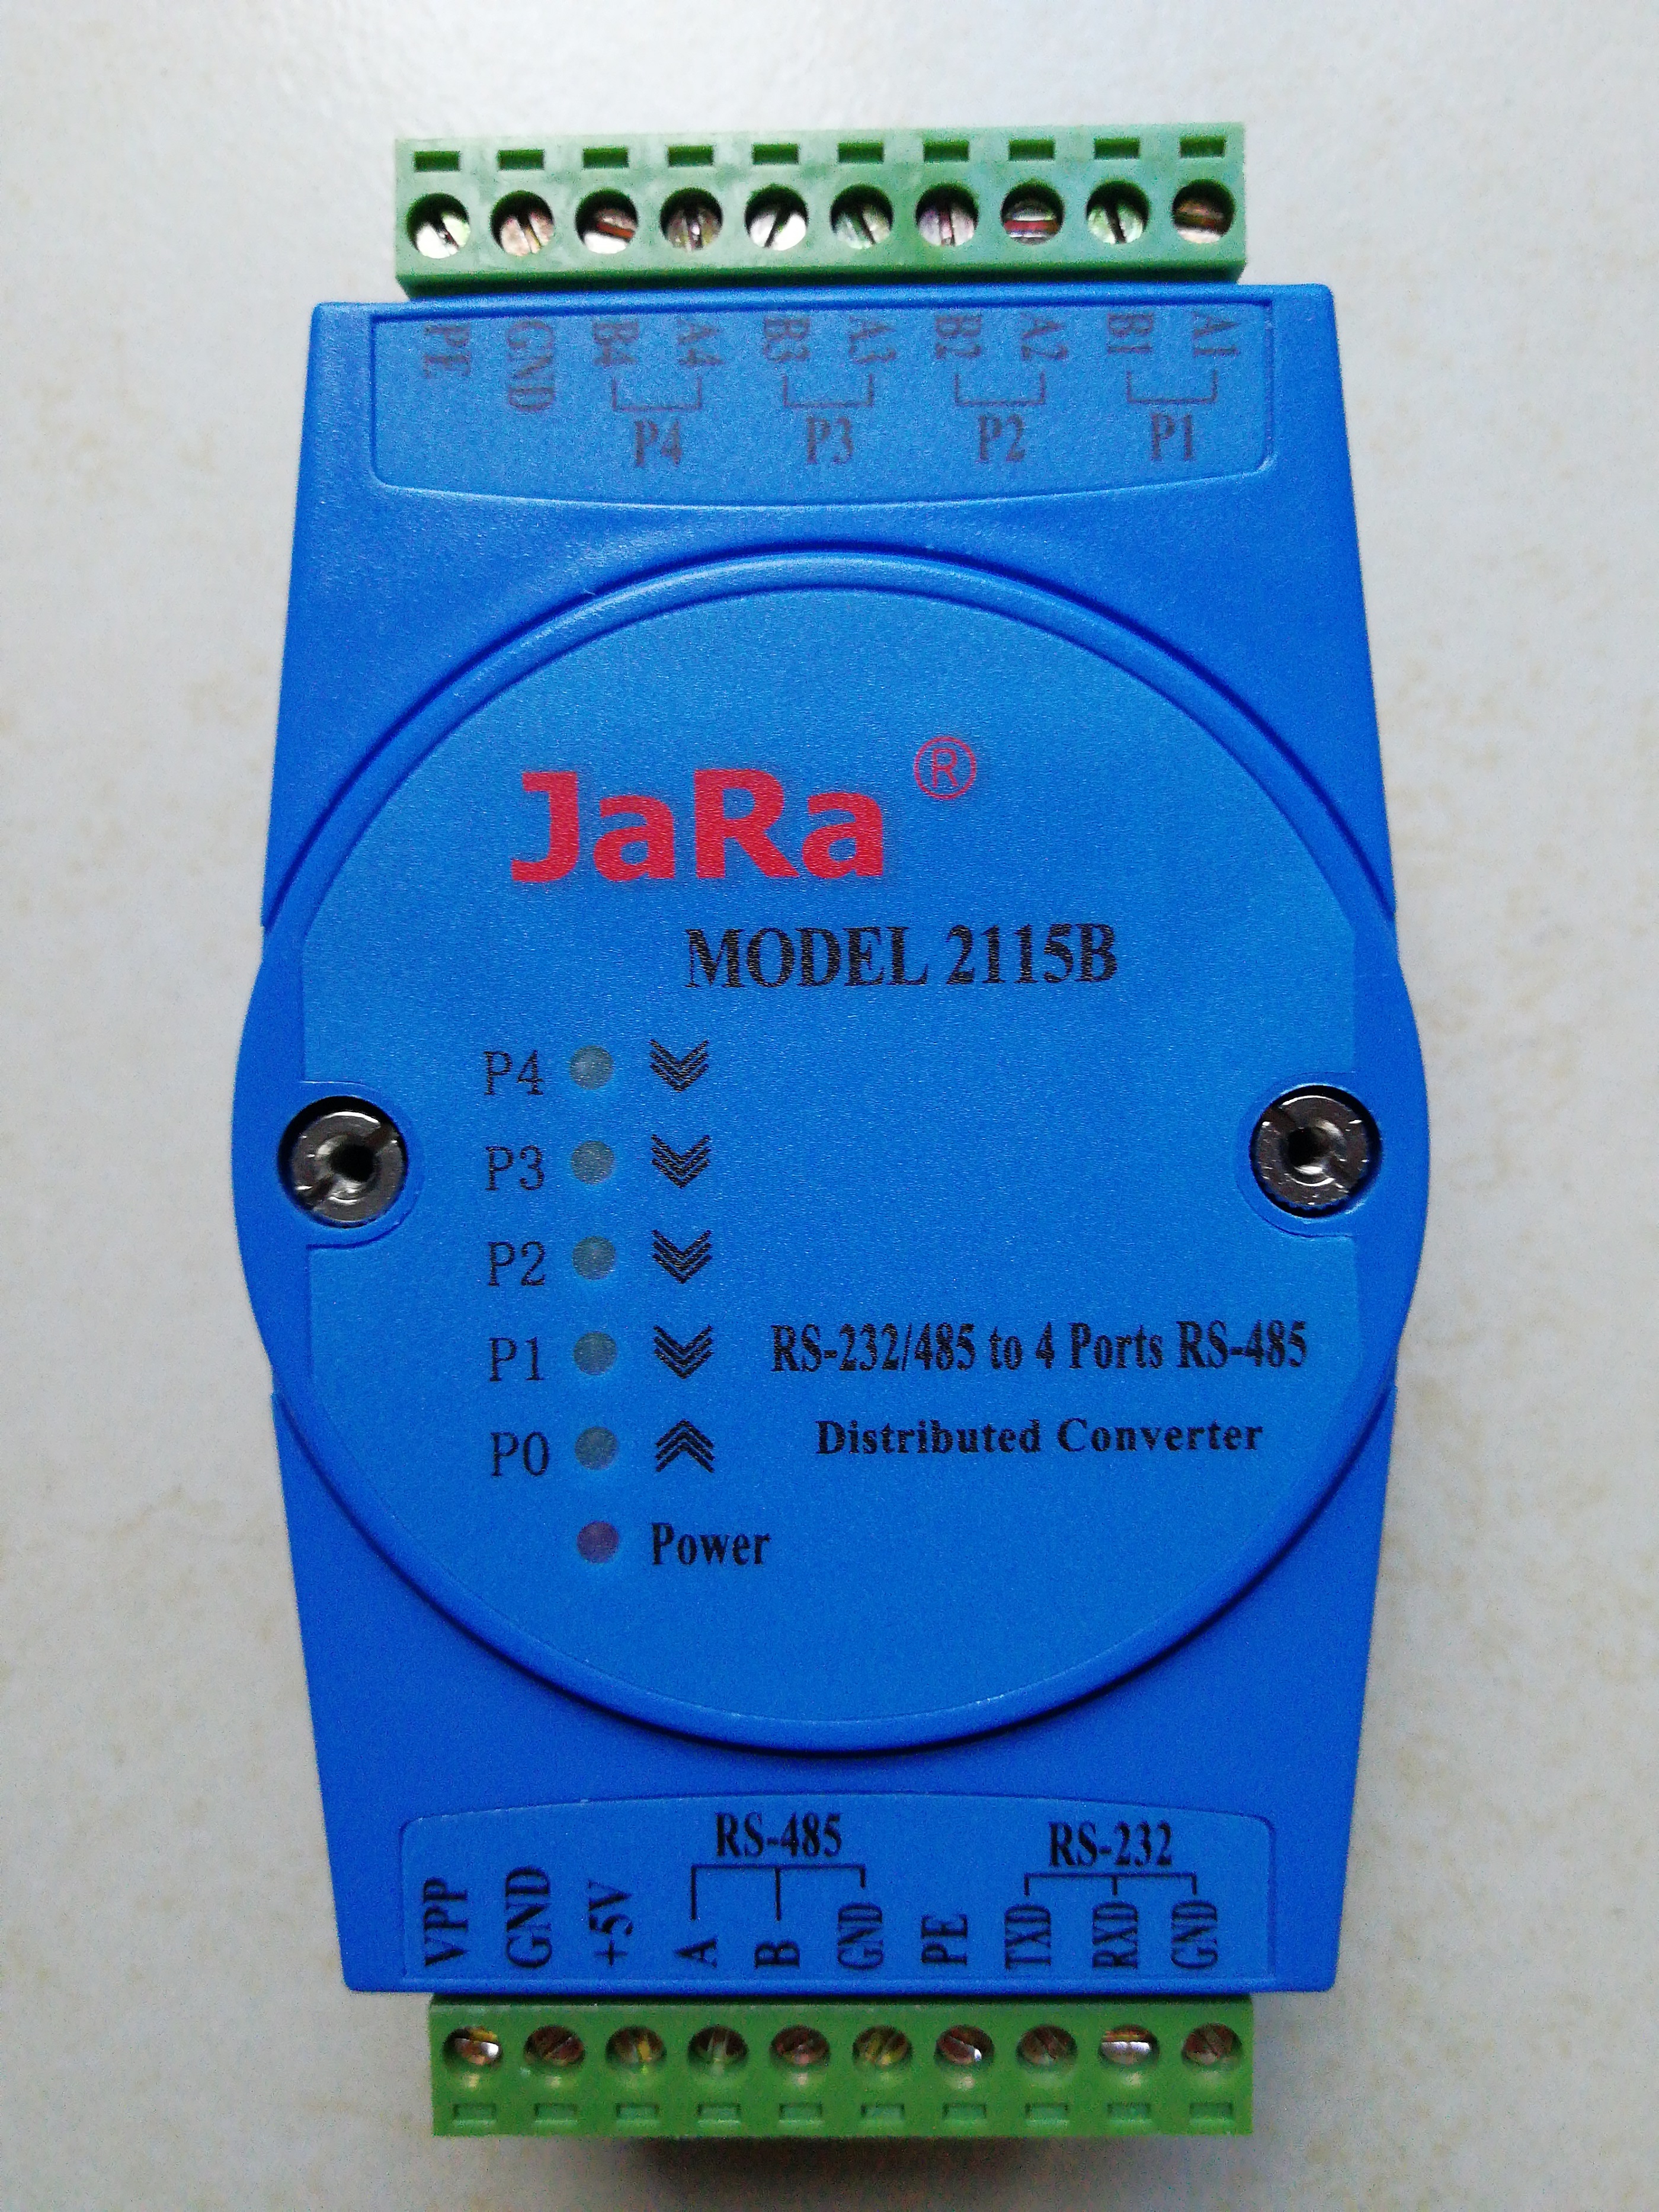 PE GND B4 A4 B3 A3 B2 A2 B1 A1
P4 P3 P2 P1
JaRa®
MODEL 2115B
P4
P3
P2
P1 RS-232/485 to 4 Ports RS-485
P0 Distributed Converter
Power
RS-485 RS-232
VPP GND +5V A B GND PE TXD RXD GND